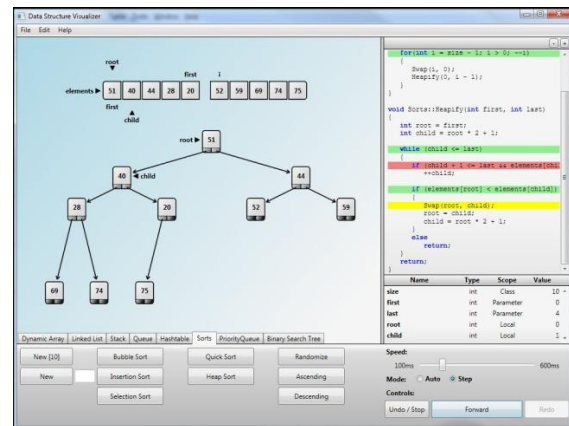 Data Structure Visualizer
File Edit Help
root
first i
elements 51 40 44 28 20 52 59 69 74 75
first
child
root 51
40 child 44
28 20 52 59
69 74 75
for(int i = size - 1; i > 0; --i)
{
Swap(i, 0);
Heapify(0, i - 1);
}
}
void Sorts::Heapify(int first, int last)
{
int root = first;
int child = root * 2 + 1;
while (child <= last)
{
if (child + 1 <= last && elements[chil
++child;
if (elements[root] < elements[child])
{
Swap(root, child);
root = child;
child = root * 2 + 1;
}
else
return;
}
return;
}
Name Type Scope Value
size int Class 10
first int Parameter 0
last int Parameter 4
root int Local 0
child int Local 1
Dynamic Array Linked List Stack Queue Hashtable Sorts PriorityQueue Binary Search Tree
New [10] Bubble Sort Quick Sort Randomize
New Insertion Sort Heap Sort Ascending
Selection Sort Descending
Speed:
100ms 600ms
Mode: Auto Step
Controls:
Undo / Stop Forward Redo